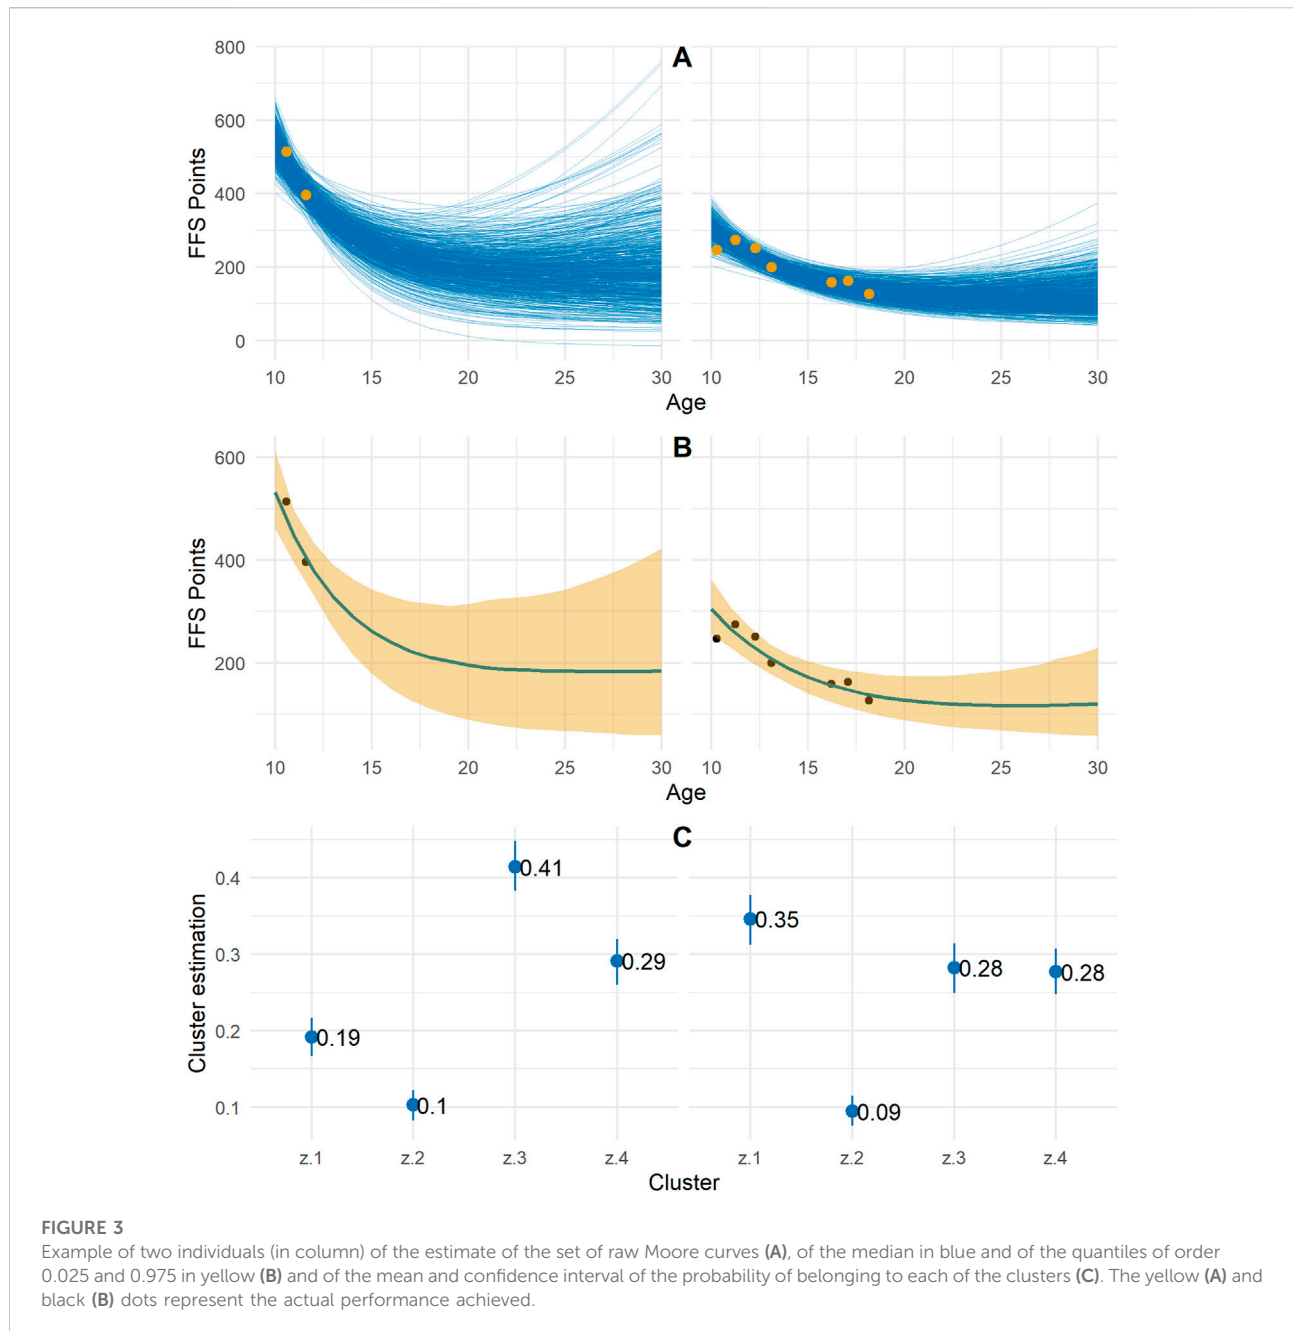 A
800
600
400
200
0
FFS Points
10 15 20 25 30 10 15 20 25 30
Age
B
600
400
200
FFS Points
10 15 20 25 30 10 15 20 25 30
Age
C
0.4
0.3
0.2
0.1
Cluster estimation
0.19
0.1
0.41
0.29
0.35
0.09
0.28
0.28
z.1 z.2 z.3 z.4 z.1 z.2 z.3 z.4
Cluster
FIGURE 3
Example of two individuals (in column) of the estimate of the set of raw Moore curves (A), of the median in blue and of the quantiles of order
0.025 and 0.975 in yellow (B) and of the mean and confidence interval of the probability of belonging to each of the clusters (C). The yellow (A) and
black (B) dots represent the actual performance achieved.